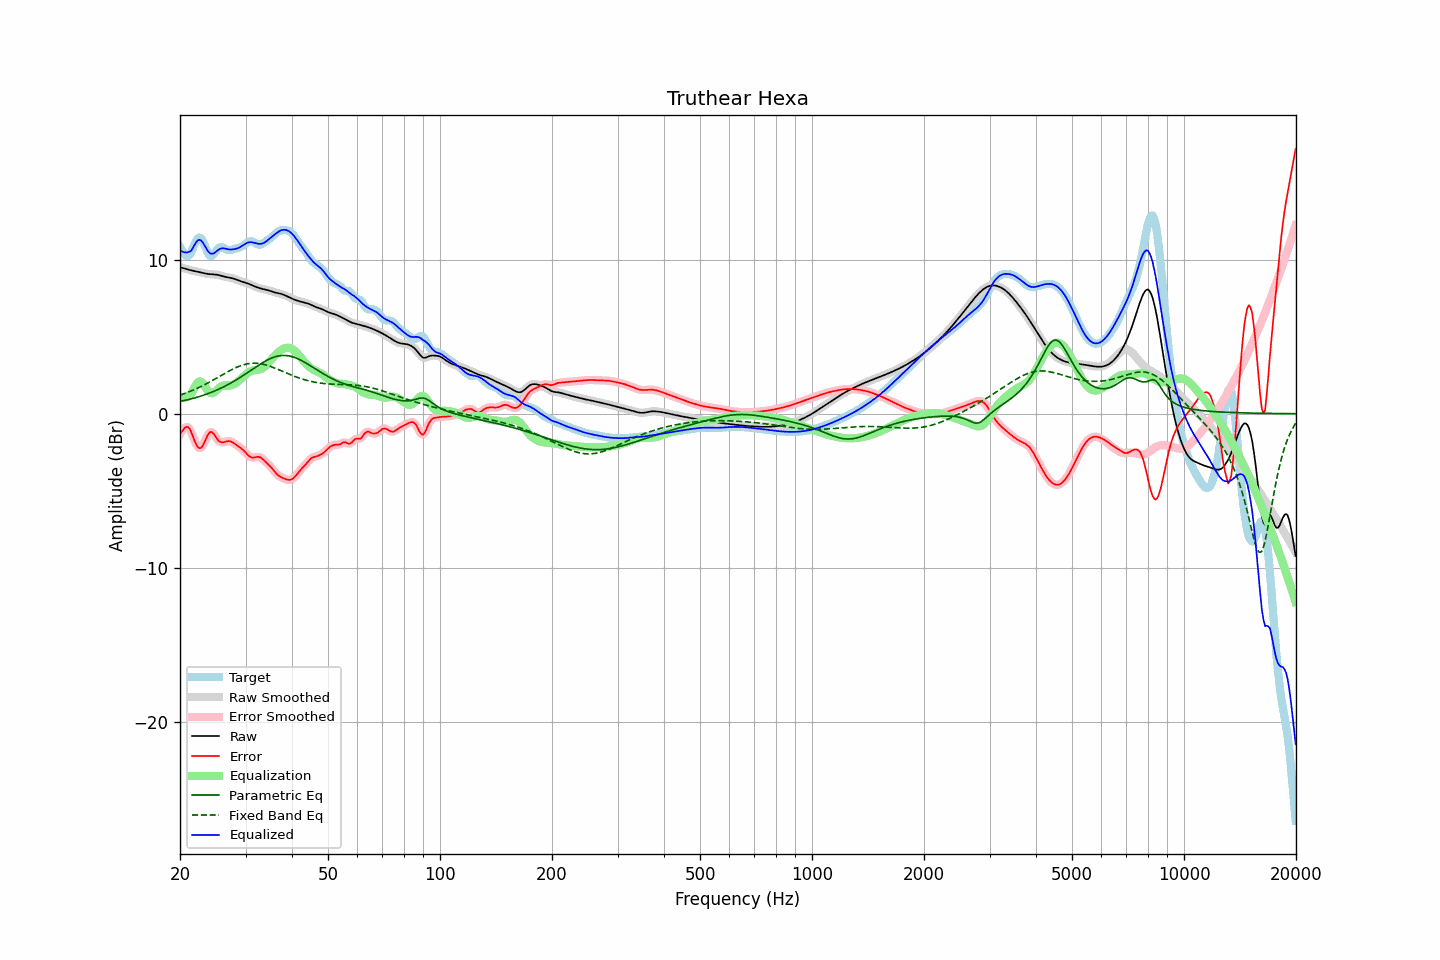 Truthear Hexa
Amplitude (dBr)
10
0
−10
−20
Target
Raw Smoothed
Error Smoothed
Raw
Error
Equalization
Parametric Eq
Fixed Band Eq
Equalized
20 50 100 200 500 1000 2000 5000 10000 20000
Frequency (Hz)